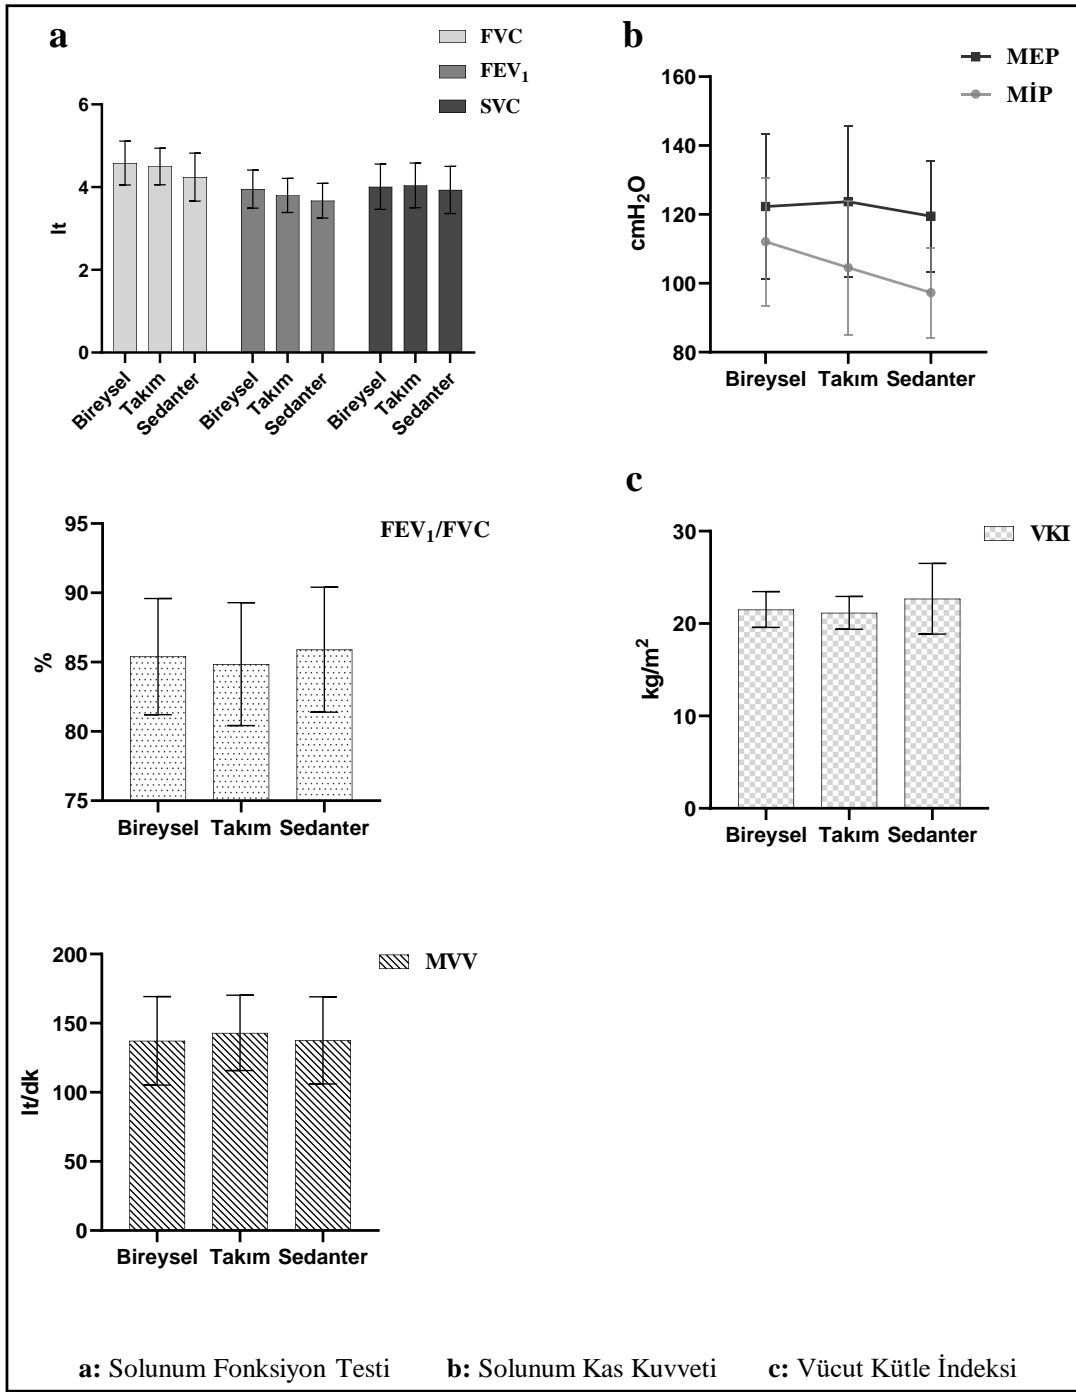 a
FVC
FEV₁
SVC
6
4
2
0
lt
Bireysel
Takım
Sedanter
Bireysel
Takım
Sedanter
Bireysel
Takım
Sedanter
b
MEP
MİP
160
140
120
100
80
cmH₂O
Bireysel Takım Sedanter
FEV₁/FVC
95
90
85
80
75
%
Bireysel Takım Sedanter
c
VKI
30
20
10
0
kg/m²
Bireysel Takım Sedanter
MVV
200
150
100
50
0
lt/dk
Bireysel Takım Sedanter
a: Solunum Fonksiyon Testi b: Solunum Kas Kuvveti c: Vücut Kütle İndeksi